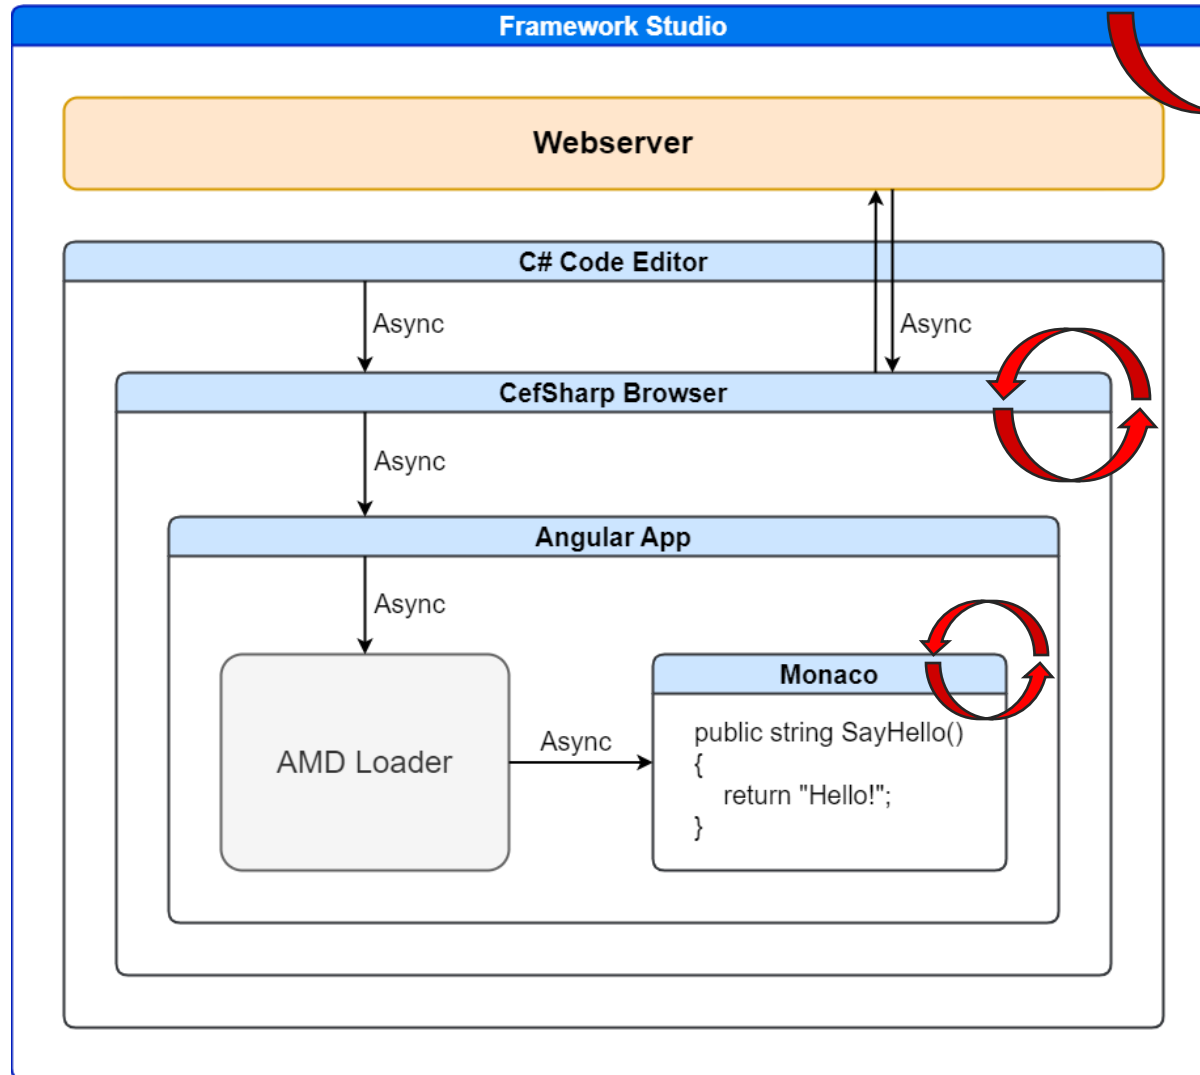 Framework Studio
Webserver
C# Code Editor
Async
Async
CefSharp Browser
Async
Angular App
Async
AMD Loader
Async
Monaco
public string SayHello()
{
return "Hello!";
}